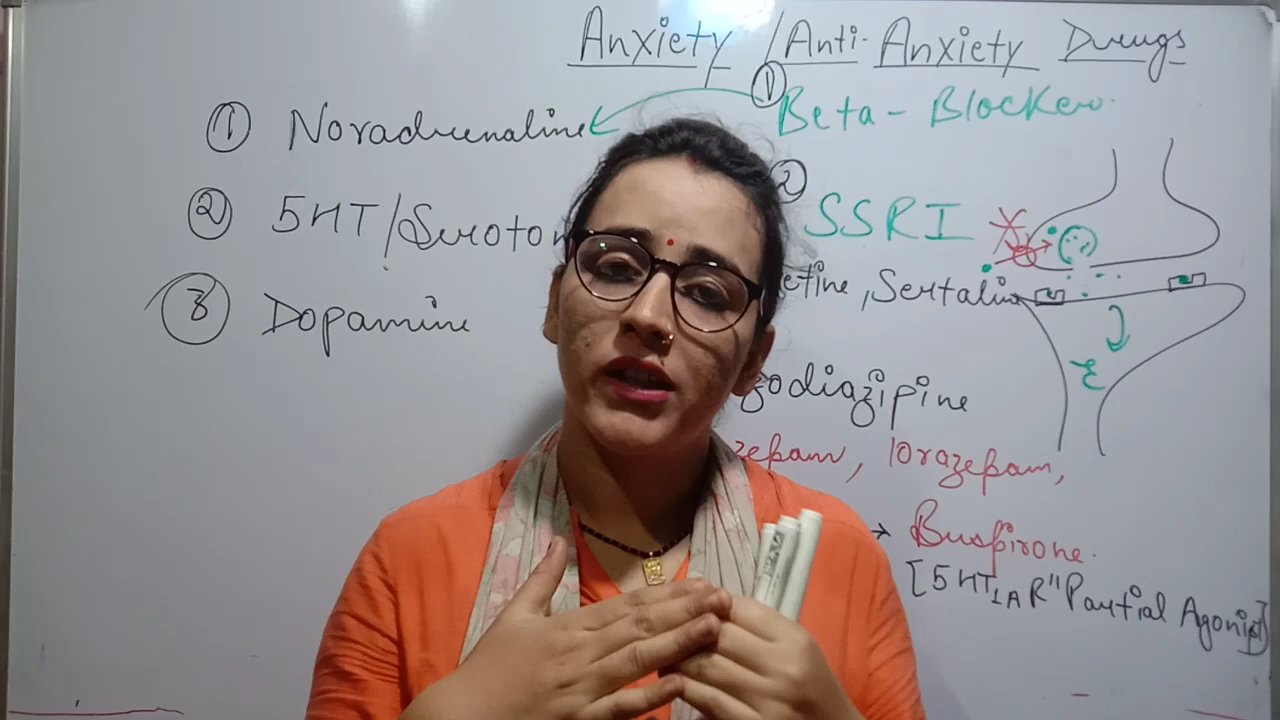 Anxiety / Anti-Anxiety Drugs
① Noradrenaline
① Beta-Blocker
② 5HT/Seroton
② SSRI
etine, Sertalin
③ Dopamine
zodiazipine
zepam, lorazepam,
→ Buspirone.
[5HT1A R" Partial Agonist]